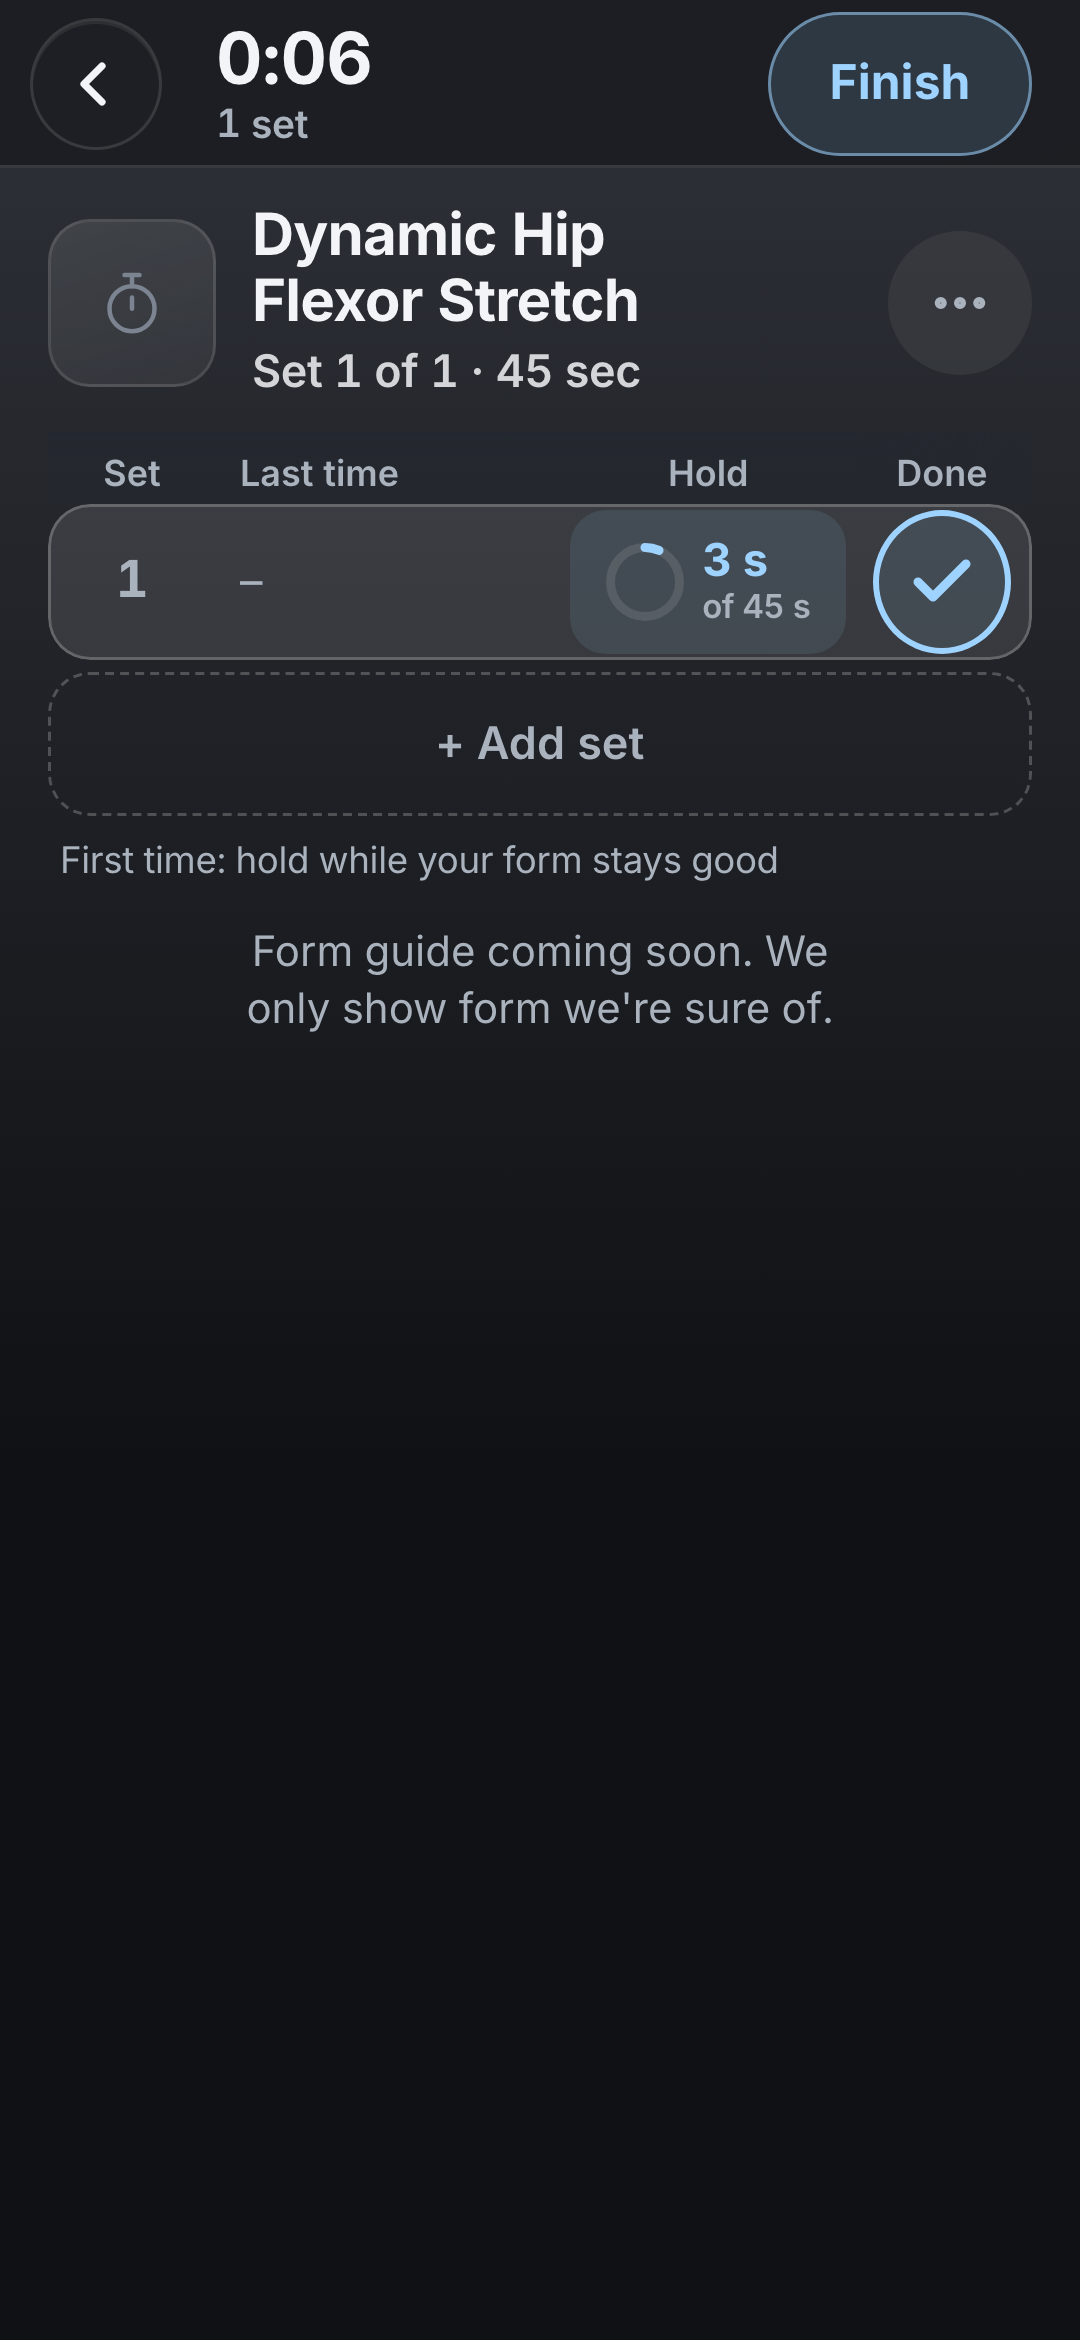 0:06
1 set
Finish
Dynamic Hip
Flexor Stretch
Set 1 of 1 · 45 sec
Set Last time Hold Done
1 – 3 s
of 45 s
+ Add set
First time: hold while your form stays good
Form guide coming soon. We
only show form we're sure of.